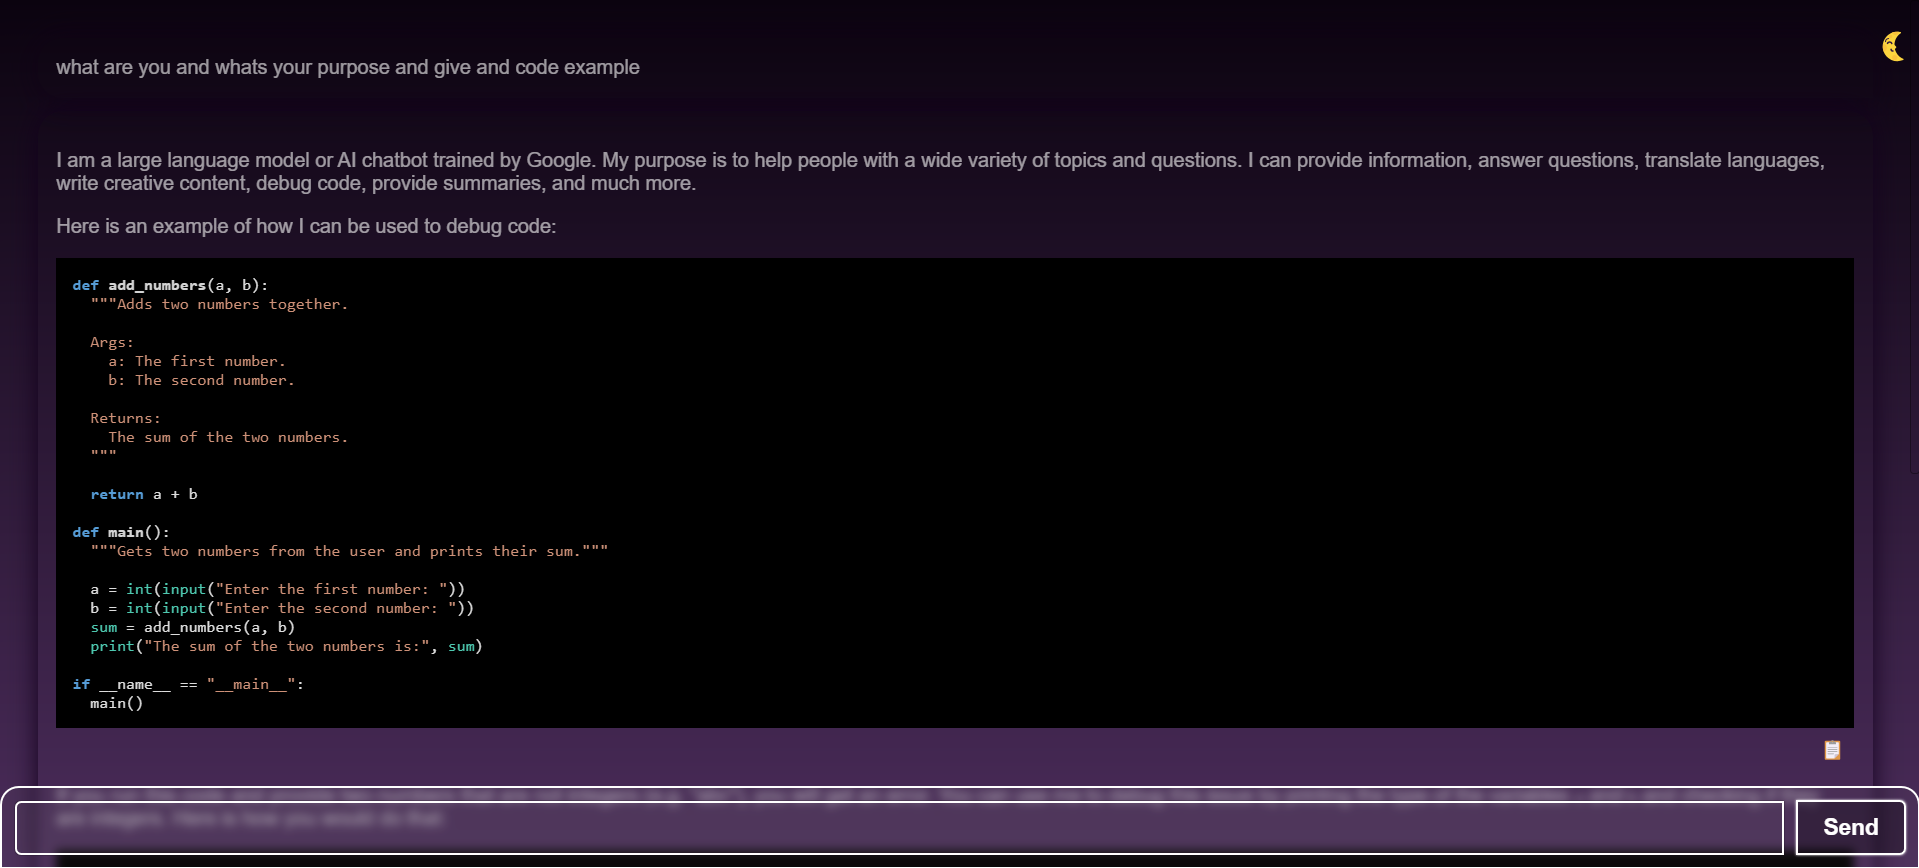 what are you and whats your purpose and give and code example
I am a large language model or AI chatbot trained by Google. My purpose is to help people with a wide variety of topics and questions. I can provide information, answer questions, translate languages,
write creative content, debug code, provide summaries, and much more.
Here is an example of how I can be used to debug code:
def add_numbers(a, b):
  """Adds two numbers together.
  Args:
    a: The first number.
    b: The second number.
  Returns:
    The sum of the two numbers.
  """
  return a + b
def main():
  """Gets two numbers from the user and prints their sum."""
  a = int(input("Enter the first number: "))
  b = int(input("Enter the second number: "))
  sum = add_numbers(a, b)
  print("The sum of the two numbers is:", sum)
if __name__ == "__main__":
  main()
Send